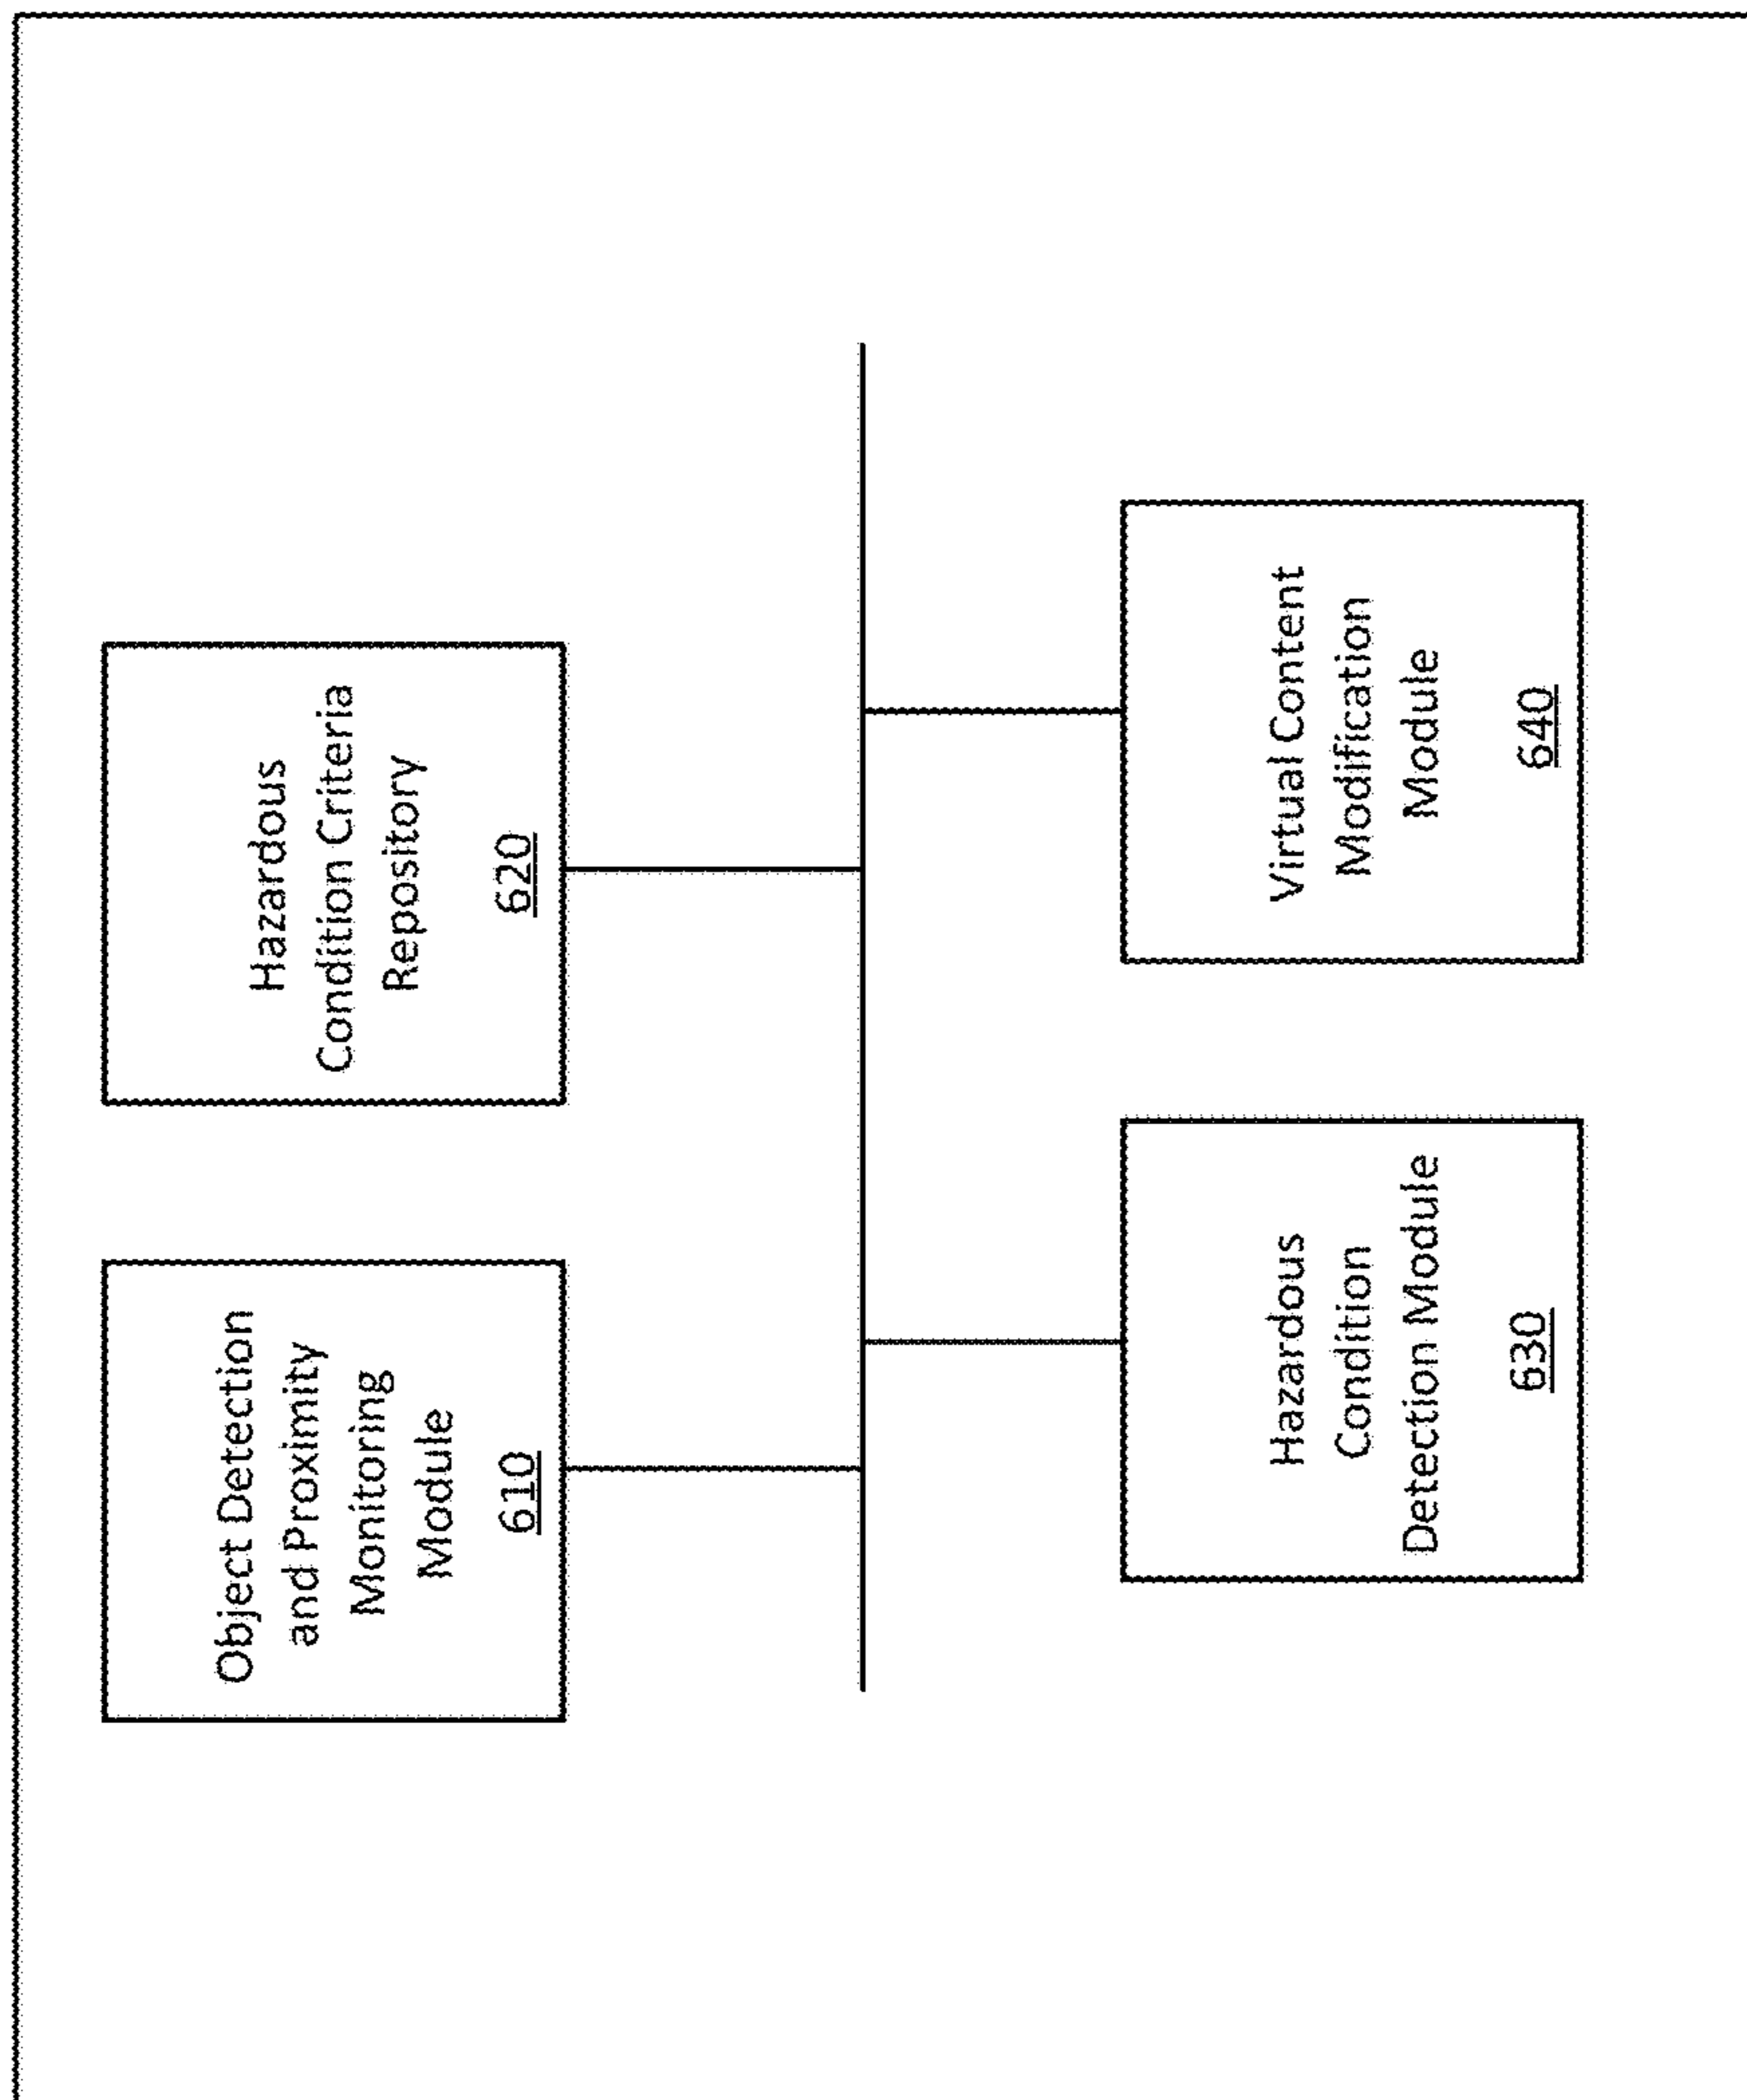 Object Detection
and Proximity
Monitoring
Module
610
Hazardous
Condition Criteria
Repository
620
Hazardous
Condition
Detection Module
630
Virtual Content
Modification
Module
640